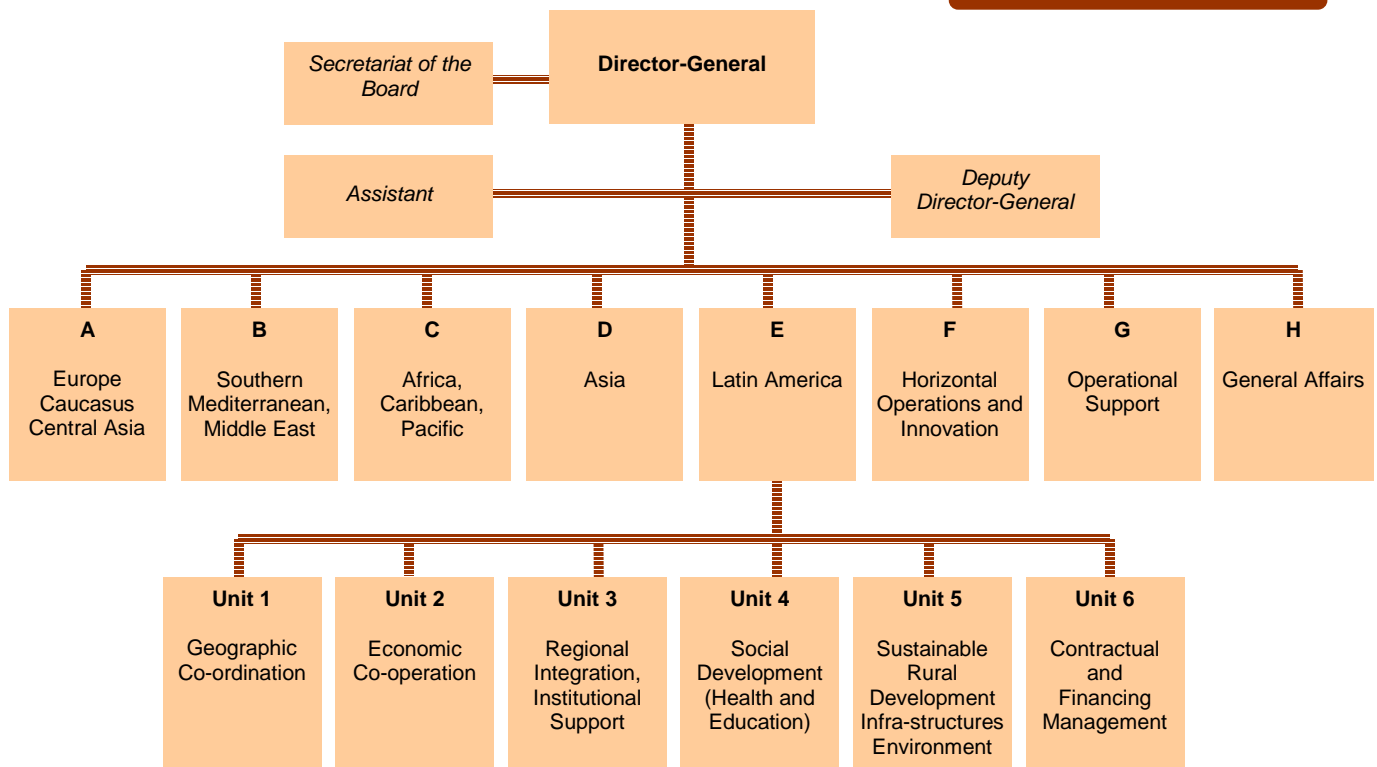 Secretariat of the
Board
Director-General
Assistant
Deputy
Director-General
A
Europe
Caucasus
Central Asia
B
Southern
Mediterranean,
Middle East
C
Africa,
Caribbean,
Pacific
D
Asia
E
Latin America
F
Horizontal
Operations and
Innovation
G
Operational
Support
H
General Affairs
Unit 1
Geographic
Co-ordination
Unit 2
Economic
Co-operation
Unit 3
Regional
Integration,
Institutional
Support
Unit 4
Social
Development
(Health and
Education)
Unit 5
Sustainable
Rural
Development
Infra-structures
Environment
Unit 6
Contractual
and
Financing
Management